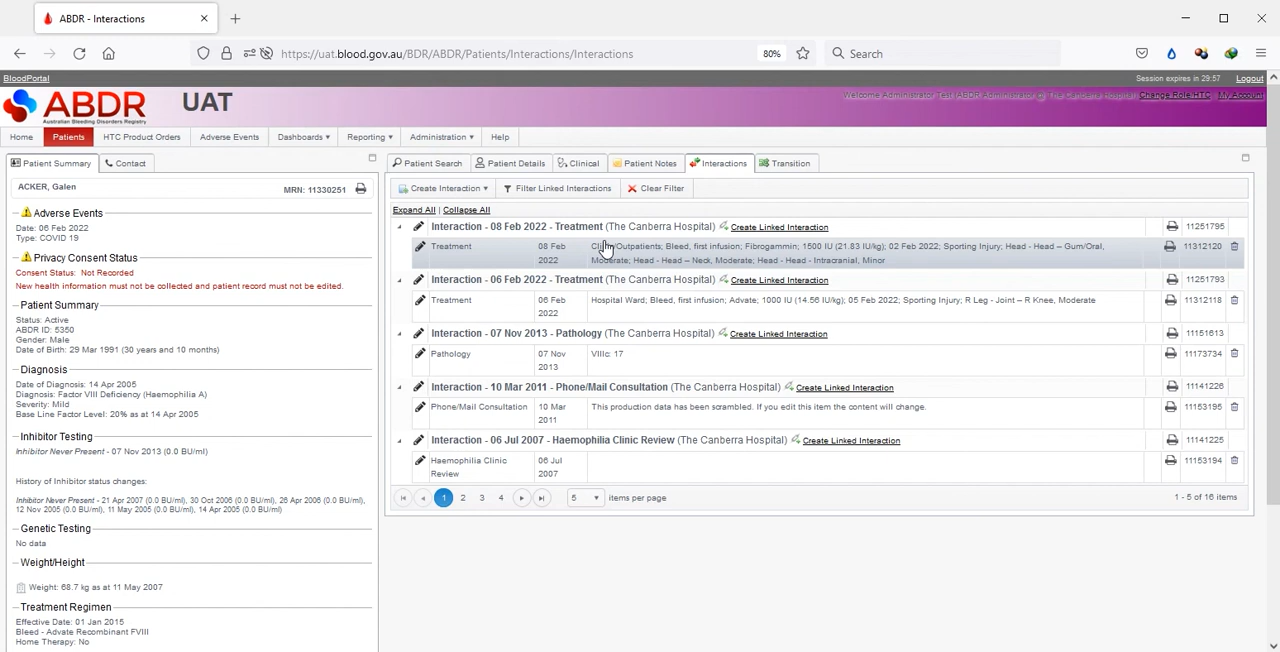 ABDR - Interactions
https://uat.blood.gov.au/BDR/ABDR/Patients/Interactions/Interactions
80%
Search
BloodPortal
Session expires in 29:57
Logout
ABDR
Australian Bleeding Disorders Registry
UAT
Welcome Administrator Test (ABDR Administrator @ The Canberra Hospital)
Change Role/HTC
My Account
Home
Patients
HTC Product Orders
Adverse Events
Dashboards
Reporting
Administration
Help
Patient Summary
Contact
Patient Search
Patient Details
Clinical
Patient Notes
Interactions
Transition
ACKER, Galen
MRN: 11330251
Create Interaction
Filter Linked Interactions
Clear Filter
Adverse Events
Date: 06 Feb 2022
Type: COVID 19
Privacy Consent Status
Consent Status: Not Recorded
New health information must not be collected and patient record must not be edited.
Patient Summary
Status: Active
ABDR ID: 5350
Gender: Male
Date of Birth: 29 Mar 1991 (30 years and 10 months)
Diagnosis
Date of Diagnosis: 14 Apr 2005
Diagnosis: Factor VIII Deficiency (Haemophilia A)
Severity: Mild
Base Line Factor Level: 20% as at 14 Apr 2005
Inhibitor Testing
Inhibitor Never Present - 07 Nov 2013 (0.0 BU/ml)
History of Inhibitor status changes:
Inhibitor Never Present - 21 Apr 2007 (0.0 BU/ml), 30 Oct 2006 (0.0 BU/ml), 26 Apr 2006 (0.0 BU/ml),
12 Nov 2005 (0.0 BU/ml), 11 May 2005 (0.0 BU/ml), 14 Apr 2005 (0.0 BU/ml)
Genetic Testing
No data
Weight/Height
Weight: 68.7 kg as at 11 May 2007
Treatment Regimen
Effective Date: 01 Jan 2015
Bleed - Advate Recombinant FVIII
Home Therapy: No
Expand All | Collapse All
Interaction - 08 Feb 2022 - Treatment (The Canberra Hospital) Create Linked Interaction 11251795
Treatment 08 Feb Clinic/Outpatients; Bleed, first infusion; Fibrogammin; 1500 IU (21.83 IU/kg); 02 Feb 2022; Sporting Injury; Head - Head – Gum/Oral, 11312120
2022 Moderate; Head - Head – Neck, Moderate; Head - Head - Intracranial, Minor
Interaction - 06 Feb 2022 - Treatment (The Canberra Hospital) Create Linked Interaction 11251793
Treatment 06 Feb Hospital Ward; Bleed, first infusion; Advate; 1000 IU (14.56 IU/kg); 05 Feb 2022; Sporting Injury; R Leg - Joint – R Knee, Moderate 11312118
2022
Interaction - 07 Nov 2013 - Pathology (The Canberra Hospital) Create Linked Interaction 11151613
Pathology 07 Nov VIIIc: 17 11173734
2013
Interaction - 10 Mar 2011 - Phone/Mail Consultation (The Canberra Hospital) Create Linked Interaction 11141226
Phone/Mail Consultation 10 Mar This production data has been scrambled. If you edit this item the content will change. 11153195
2011
Interaction - 06 Jul 2007 - Haemophilia Clinic Review (The Canberra Hospital) Create Linked Interaction 11141225
Haemophilia Clinic 06 Jul 11153194
Review 2007
1 2 3 4 5 items per page 1 - 5 of 16 items